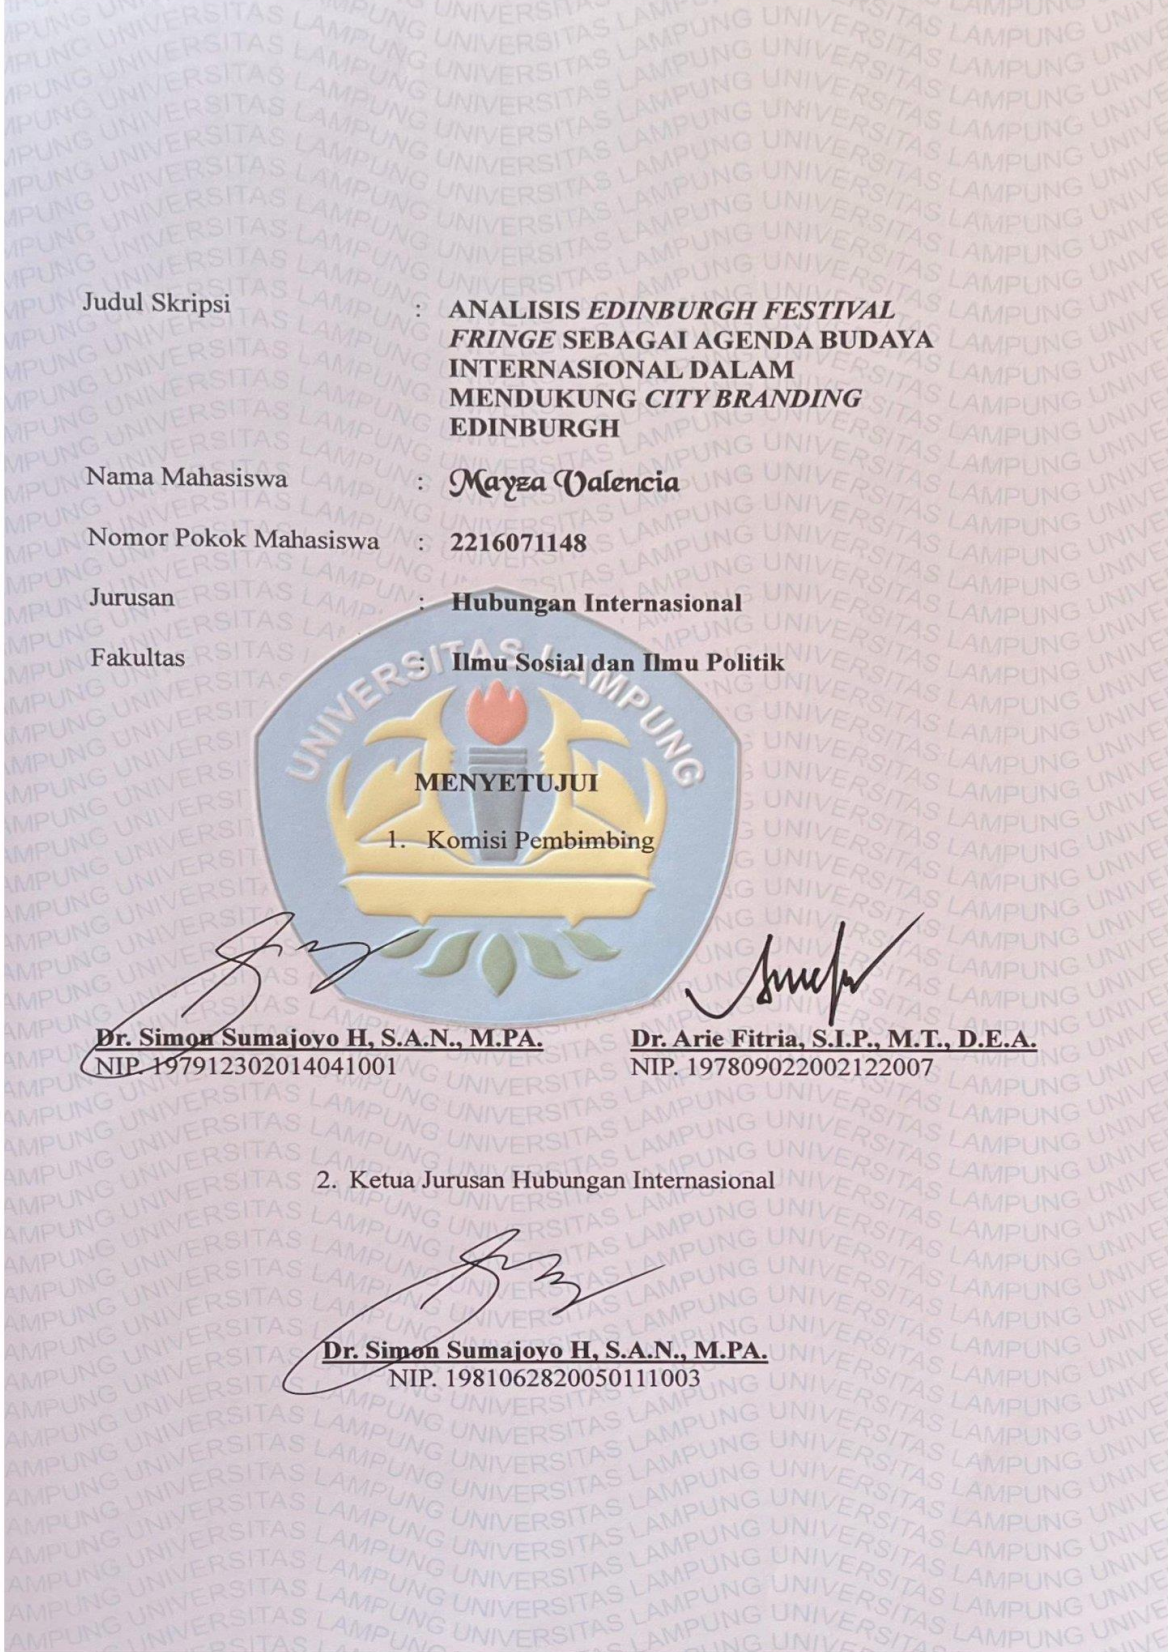 Judul Skripsi : ANALISIS EDINBURGH FESTIVAL
FRINGE SEBAGAI AGENDA BUDAYA
INTERNASIONAL DALAM
MENDUKUNG CITY BRANDING
EDINBURGH
Nama Mahasiswa : Mayza Valencia
Nomor Pokok Mahasiswa : 2216071148
Jurusan : Hubungan Internasional
Fakultas : Ilmu Sosial dan Ilmu Politik
UNIVERSITAS LAMPUNG
MENYETUJUI
1. Komisi Pembimbing
Dr. Simon Sumajoyo H, S.A.N., M.PA. Dr. Arie Fitria, S.I.P., M.T., D.E.A.
NIP. 197912302014041001 NIP. 197809022002122007
2. Ketua Jurusan Hubungan Internasional
Dr. Simon Sumajoyo H, S.A.N., M.PA.
NIP. 1981062820050111003